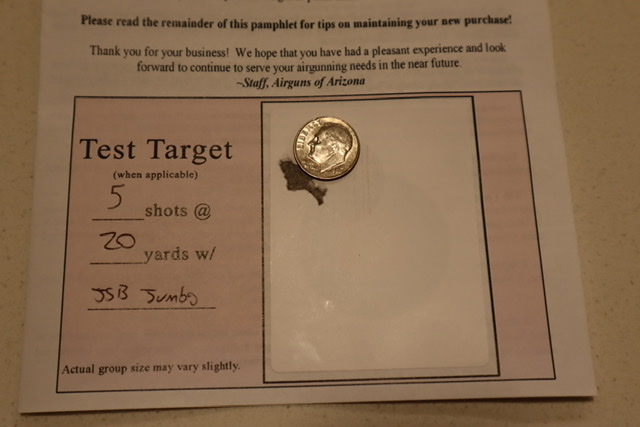 Please read the remainder of this pamphlet for tips on maintaining your new purchase!
Thank you for your business! We hope that you have had a pleasant experience and look
forward to continue to serve your airgunning needs in the near future.
~Staff, Airguns of Arizona
Test Target
(when applicable)
5 shots @
20 yards w/
JSB Jumbo
Actual group size may vary slightly.
LIBERTY